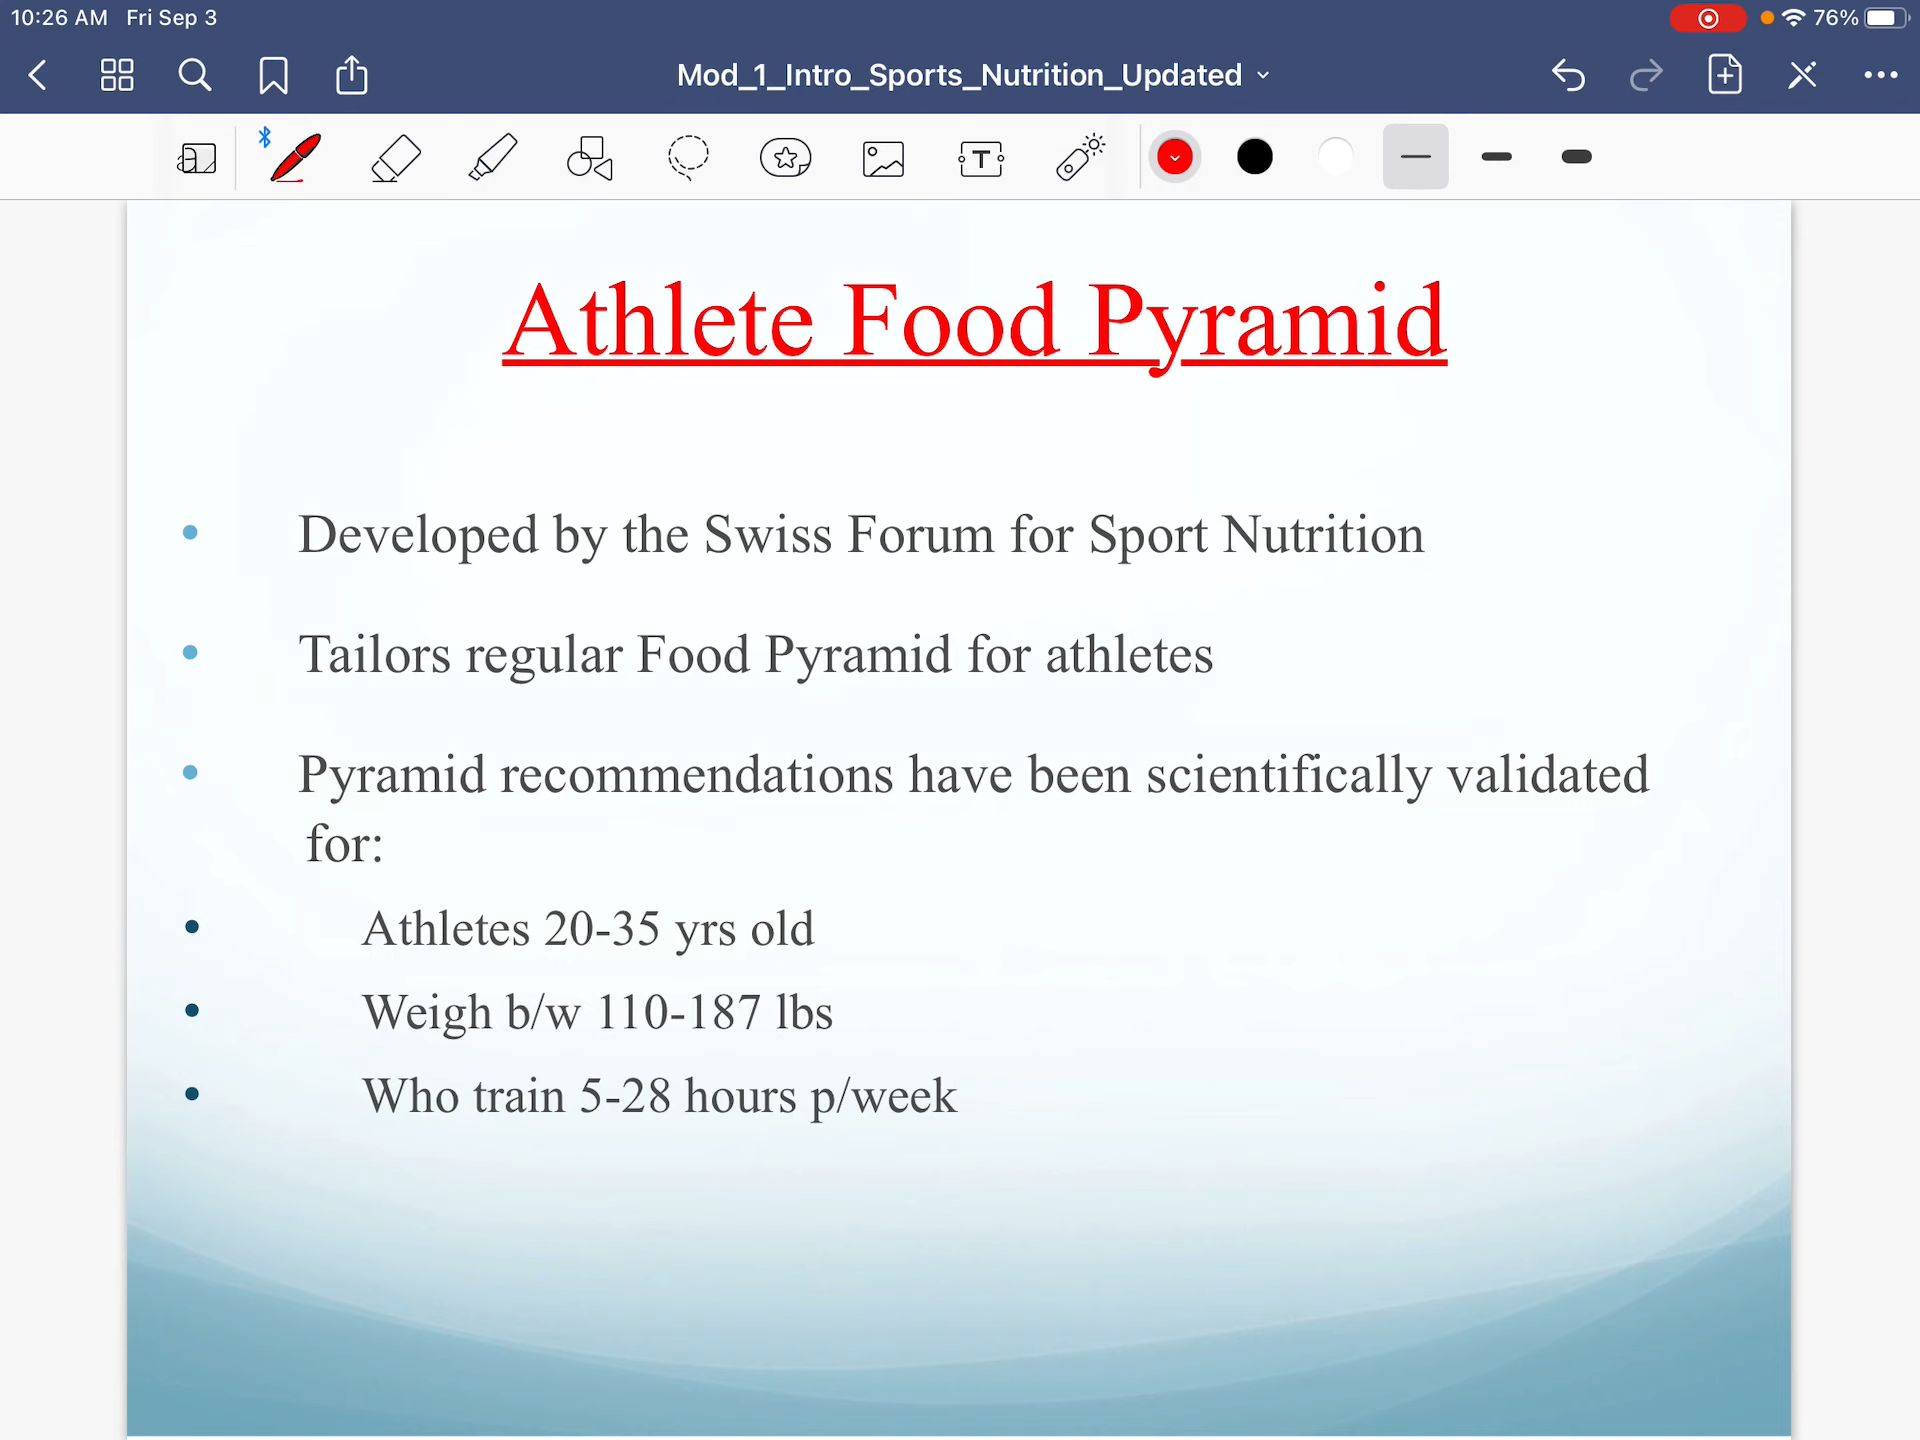 10:26 AM Fri Sep 3
76%
Mod_1_Intro_Sports_Nutrition_Updated
T
Athlete Food Pyramid
• Developed by the Swiss Forum for Sport Nutrition
• Tailors regular Food Pyramid for athletes
• Pyramid recommendations have been scientifically validated
for:
• Athletes 20-35 yrs old
• Weigh b/w 110-187 lbs
• Who train 5-28 hours p/week